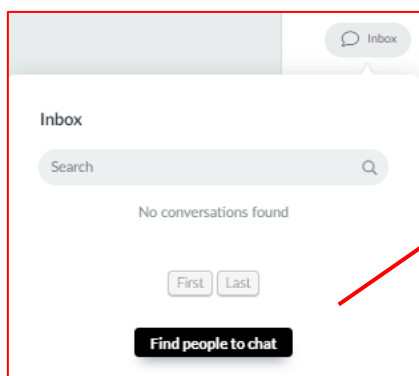 Inbox
Inbox
Search
No conversations found
First Last
Find people to chat